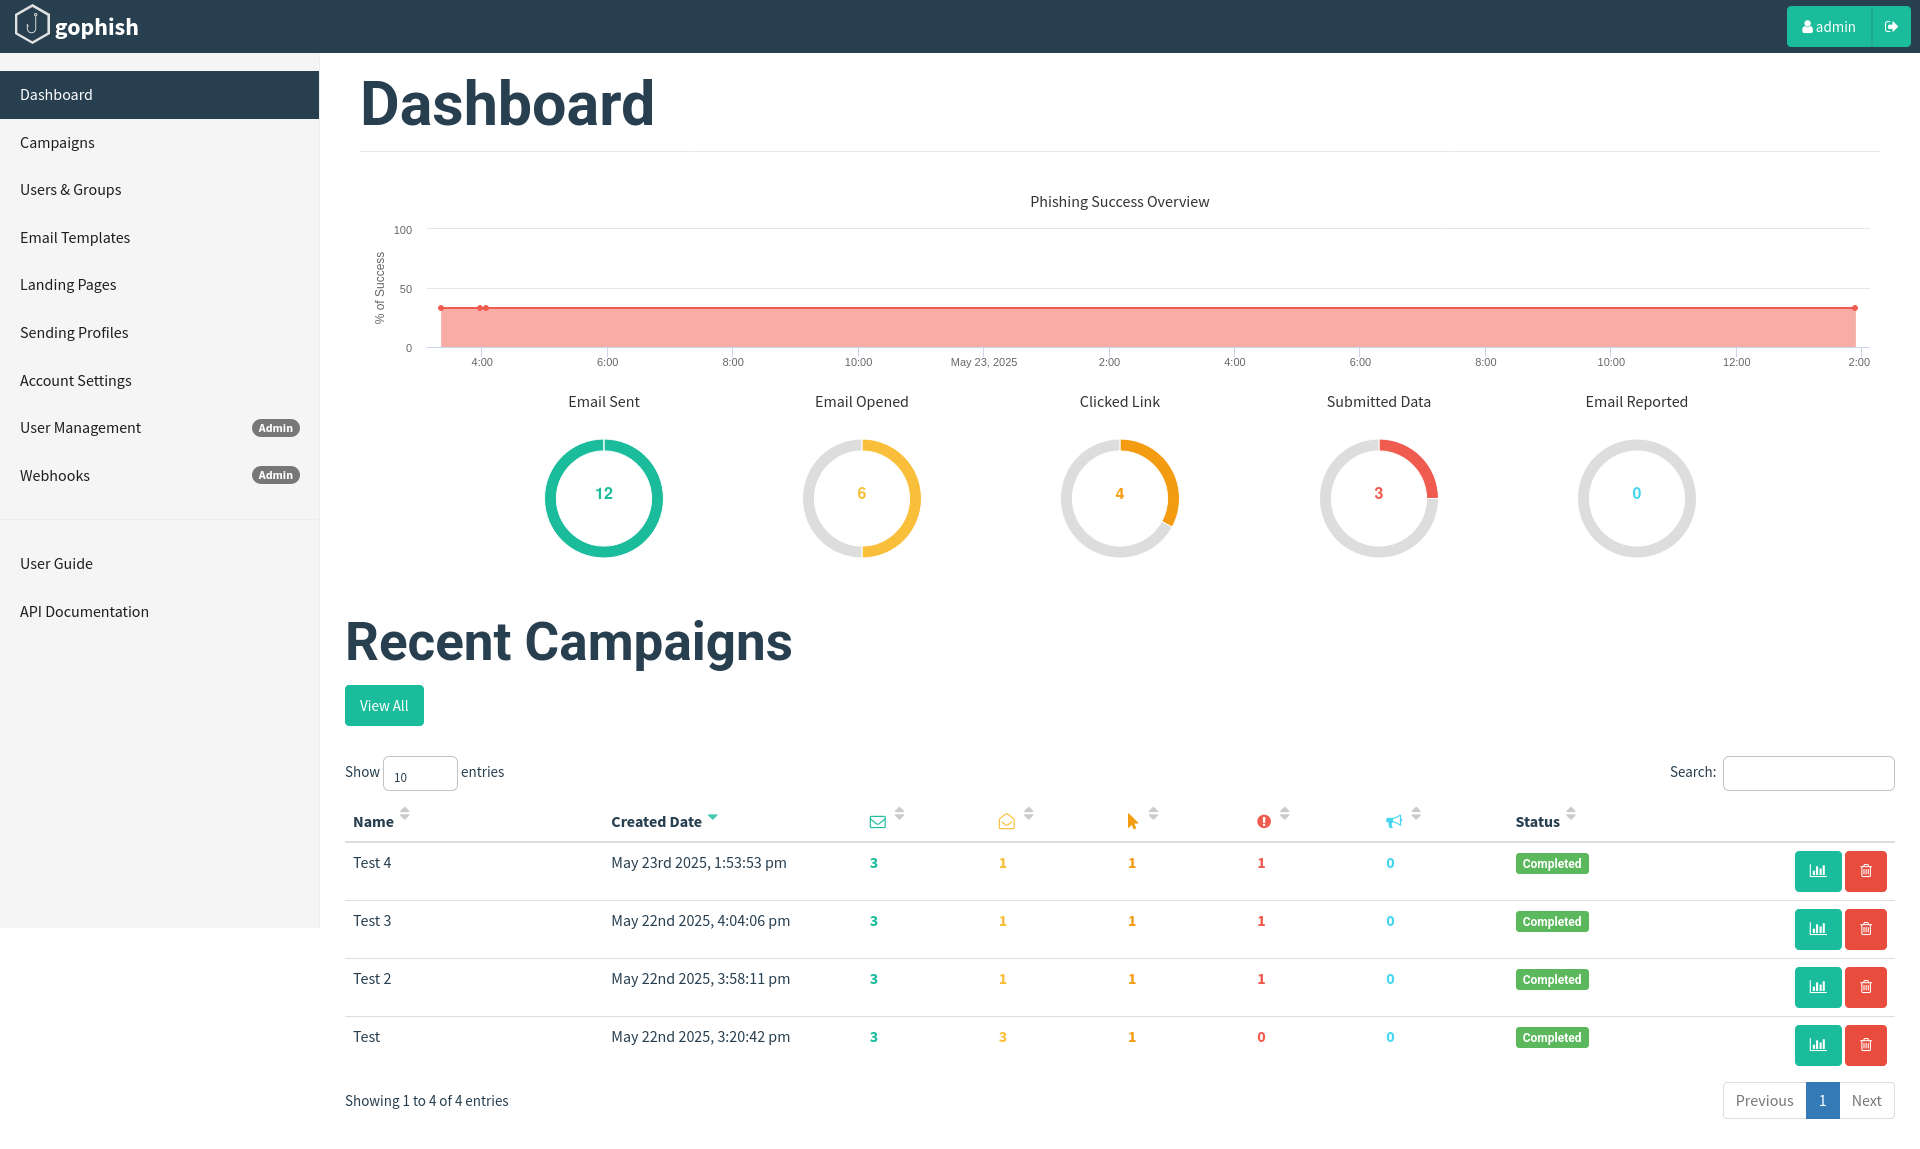 gophish
admin
Dashboard
Campaigns
Users & Groups
Email Templates
Landing Pages
Sending Profiles
Account Settings
User Management Admin
Webhooks Admin
User Guide
API Documentation
Dashboard
Phishing Success Overview
% of Success
100
50
0
4:00 6:00 8:00 10:00 May 23, 2025 2:00 4:00 6:00 8:00 10:00 12:00 2:00
Email Sent Email Opened Clicked Link Submitted Data Email Reported
12 6 4 3 0
Recent Campaigns
View All
Show 10 entries Search:
Name Created Date Status
Test 4 May 23rd 2025, 1:53:53 pm 3 1 1 1 0 Completed
Test 3 May 22nd 2025, 4:04:06 pm 3 1 1 1 0 Completed
Test 2 May 22nd 2025, 3:58:11 pm 3 1 1 1 0 Completed
Test May 22nd 2025, 3:20:42 pm 3 3 1 0 0 Completed
Showing 1 to 4 of 4 entries Previous 1 Next